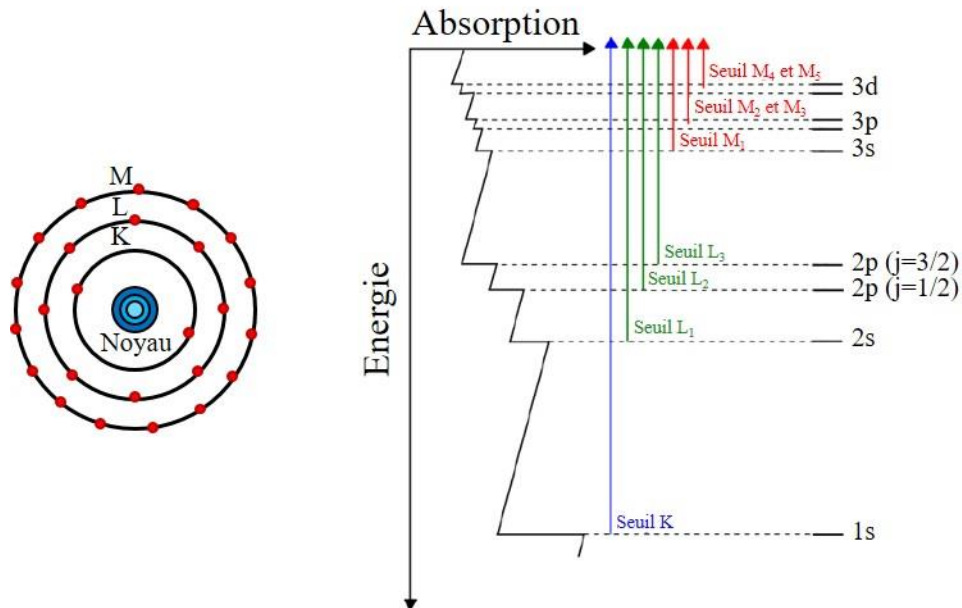 Absorption
Energie
M
L
K
Noyau
Seuil M₄ et M₅
3d
Seuil M₂ et M₃
3p
Seuil M₁
3s
Seuil L₃
2p (j=3/2)
Seuil L₂
2p (j=1/2)
Seuil L₁
2s
Seuil K
1s